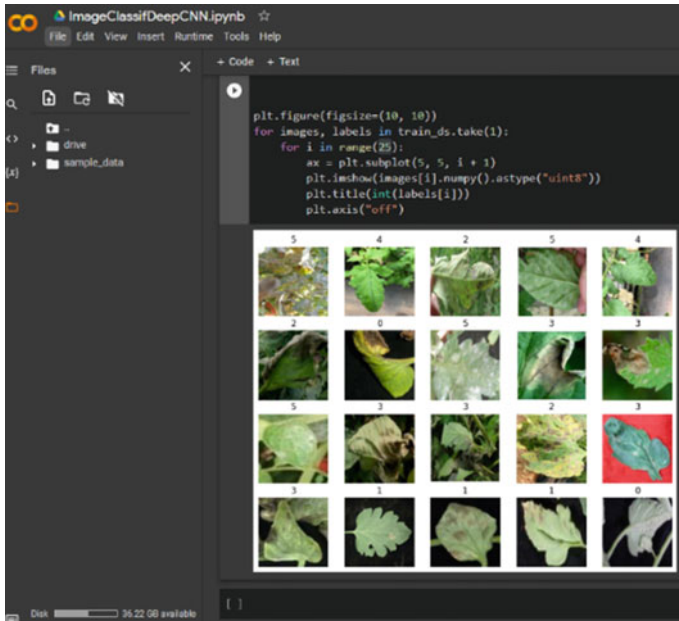 ImageClassifDeepCNN.ipynb
File Edit View Insert Runtime Tools Help
Files
+ Code + Text
..
drive
sample_data
{x}
plt.figure(figsize=(10, 10))
for images, labels in train_ds.take(1):
    for i in range(25):
        ax = plt.subplot(5, 5, i + 1)
        plt.imshow(images[i].numpy().astype("uint8"))
        plt.title(int(labels[i]))
        plt.axis("off")
5 4 2 5 4
2 0 5 3 3
5 3 3 2 3
3 1 1 1 0
[ ]
Disk 36.22 GB available